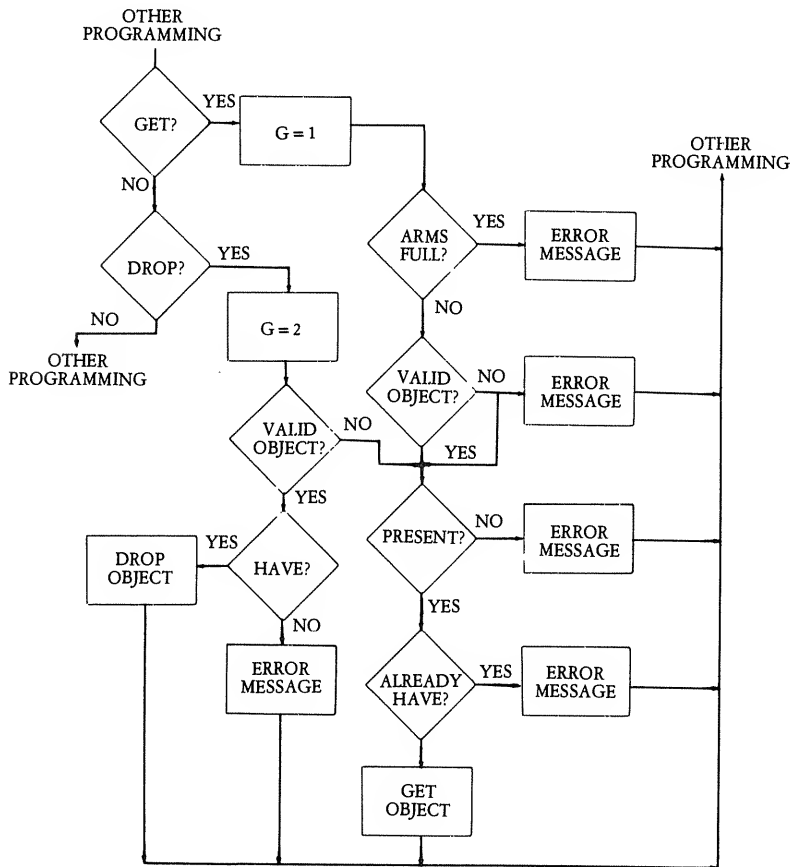 OTHER
PROGRAMMING
GET?
YES
G = 1
NO
OTHER
PROGRAMMING
DROP?
YES
NO
OTHER
PROGRAMMING
G = 2
ARMS
FULL?
YES
ERROR
MESSAGE
NO
VALID
OBJECT?
NO
ERROR
MESSAGE
YES
VALID
OBJECT?
NO
YES
PRESENT?
NO
ERROR
MESSAGE
YES
HAVE?
YES
DROP
OBJECT
NO
ERROR
MESSAGE
ALREADY
HAVE?
YES
ERROR
MESSAGE
GET
OBJECT